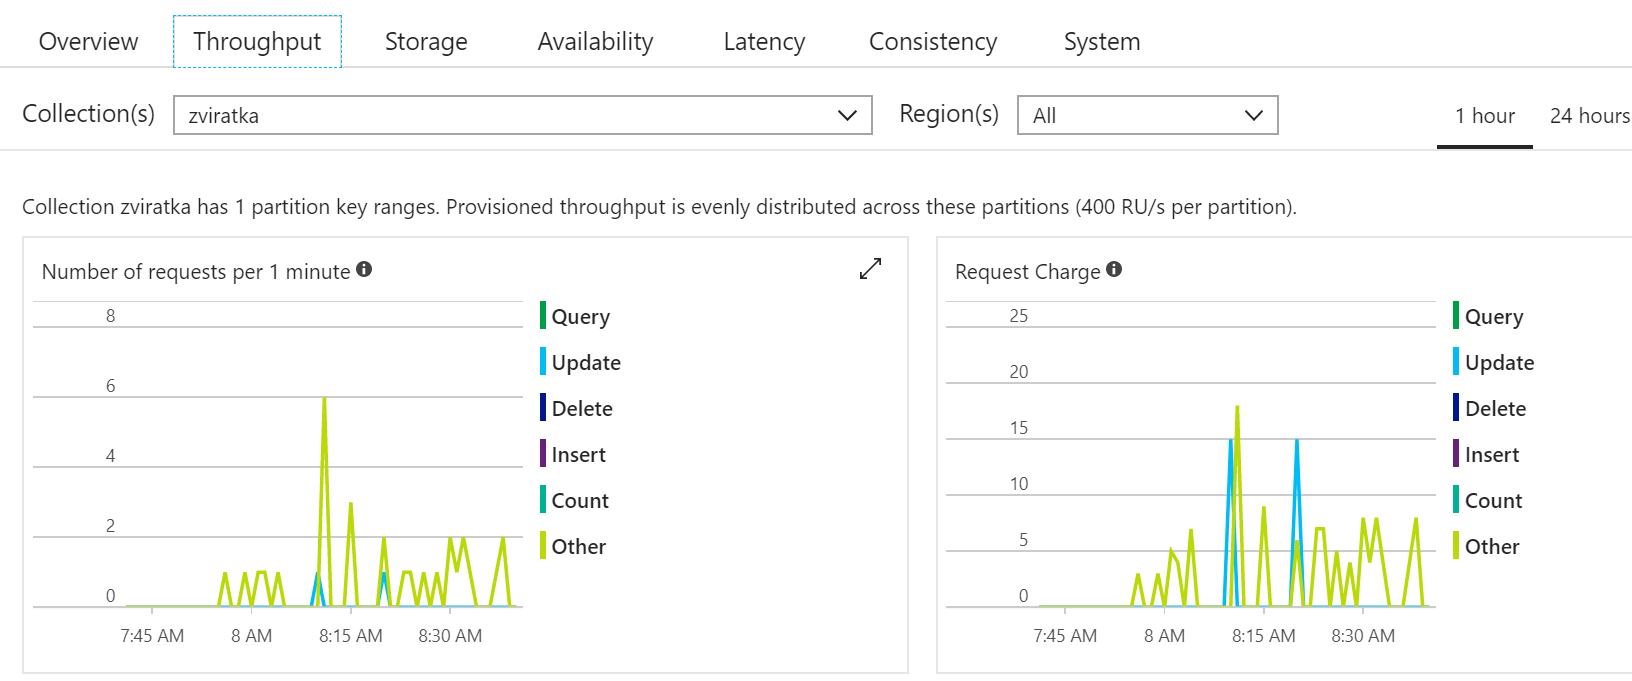 Overview Throughput Storage Availability Latency Consistency System
Collection(s) zviratka Region(s) All 1 hour 24 hours
Collection zviratka has 1 partition key ranges. Provisioned throughput is evenly distributed across these partitions (400 RU/s per partition).
Number of requests per 1 minute
8
6
4
2
0
7:45 AM 8 AM 8:15 AM 8:30 AM
Query
Update
Delete
Insert
Count
Other
Request Charge
25
20
15
10
5
0
7:45 AM 8 AM 8:15 AM 8:30 AM
Query
Update
Delete
Insert
Count
Other